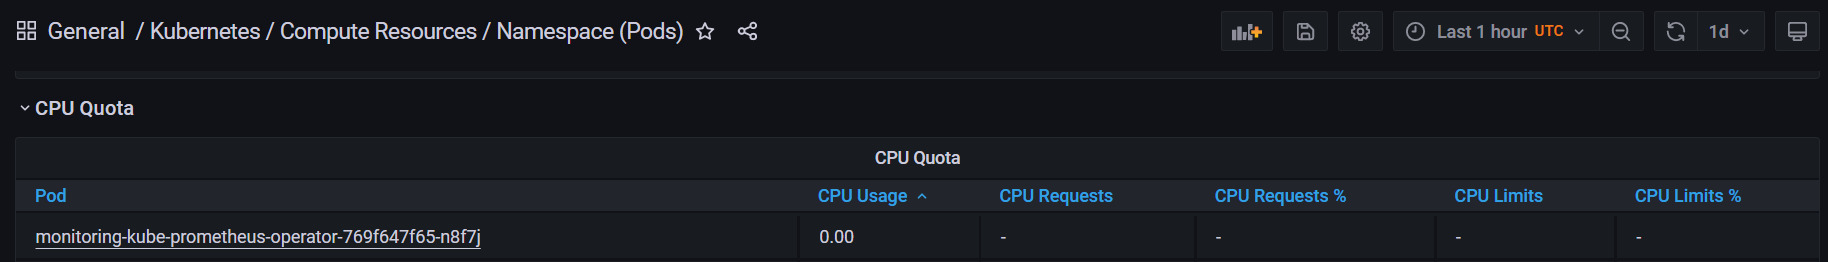 General / Kubernetes / Compute Resources / Namespace (Pods) Last 1 hour UTC 1d
CPU Quota
CPU Quota
Pod CPU Usage CPU Requests CPU Requests % CPU Limits CPU Limits %
monitoring-kube-prometheus-operator-769f647f65-n8f7j 0.00 - - - -